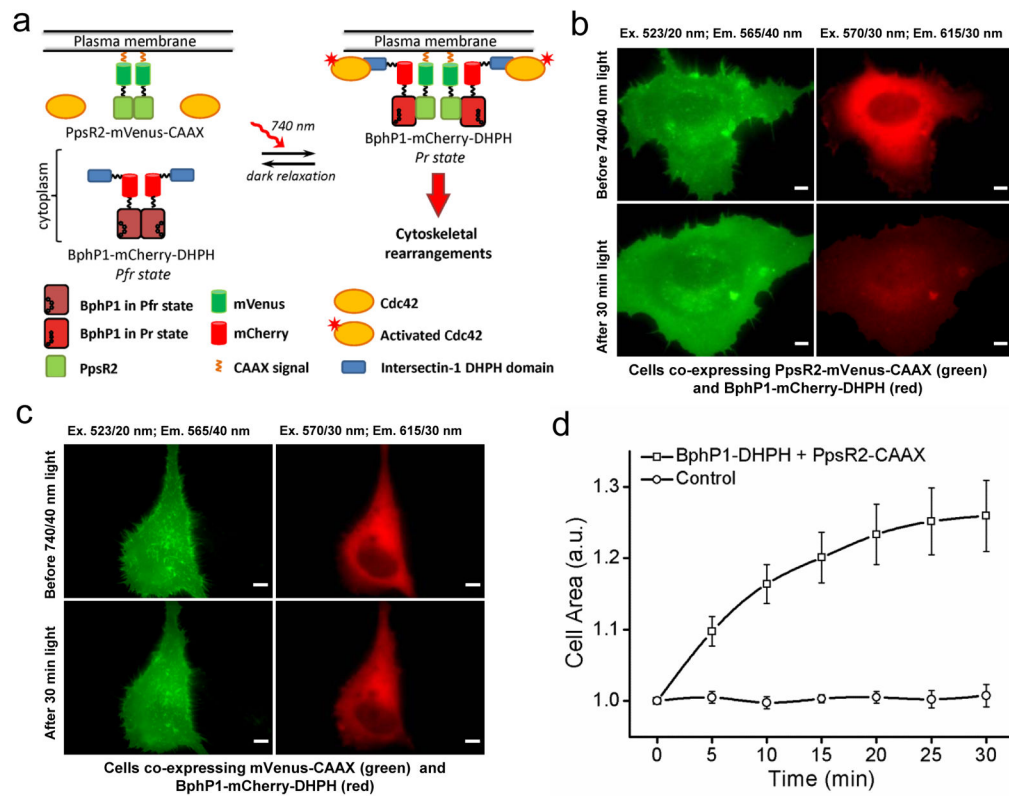 a
Plasma membrane
Plasma membrane
PpsR2-mVenus-CAAX
740 nm
dark relaxation
BphP1-mCherry-DHPH
Pr state
cytoplasm
BphP1-mCherry-DHPH
Pfr state
Cytoskeletal
rearrangements
BphP1 in Pfr state
mVenus
Cdc42
BphP1 in Pr state
mCherry
Activated Cdc42
PpsR2
CAAX signal
Intersectin-1 DHPH domain
b
Ex. 523/20 nm; Em. 565/40 nm
Ex. 570/30 nm; Em. 615/30 nm
Before 740/40 nm light
After 30 min light
Cells co-expressing PpsR2-mVenus-CAAX (green)
and BphP1-mCherry-DHPH (red)
c
Ex. 523/20 nm; Em. 565/40 nm
Ex. 570/30 nm; Em. 615/30 nm
Before 740/40 nm light
After 30 min light
Cells co-expressing mVenus-CAAX (green) and
BphP1-mCherry-DHPH (red)
d
BphP1-DHPH + PpsR2-CAAX
Control
Cell Area (a.u.)
1.3
1.2
1.1
1.0
0 5 10 15 20 25 30
Time (min)